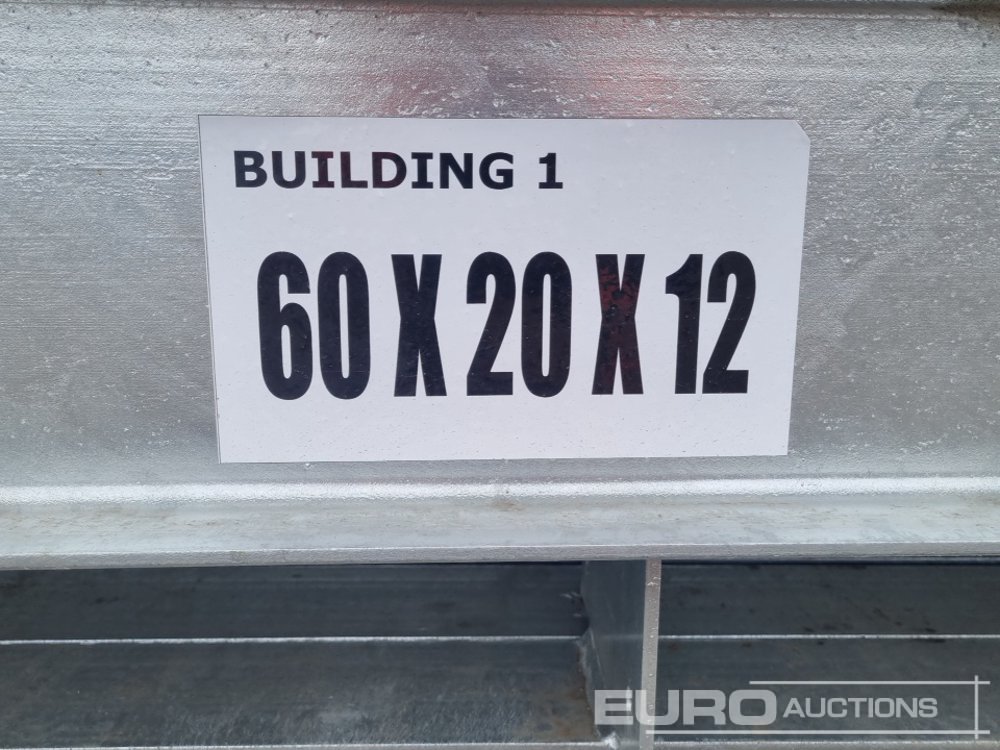 BUILDING 1
60 X 20 X 12
EURO AUCTIONS